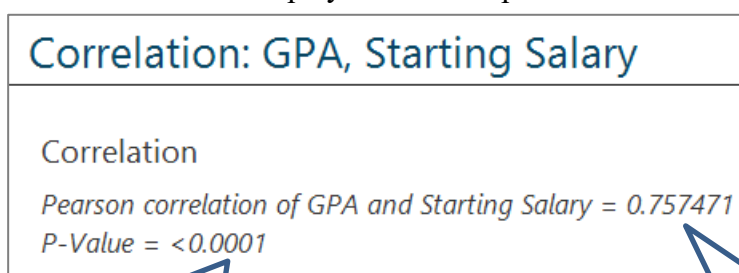 Correlation: GPA, Starting Salary
Correlation
Pearson correlation of GPA and Starting Salary = 0.757471
P-Value = <0.0001